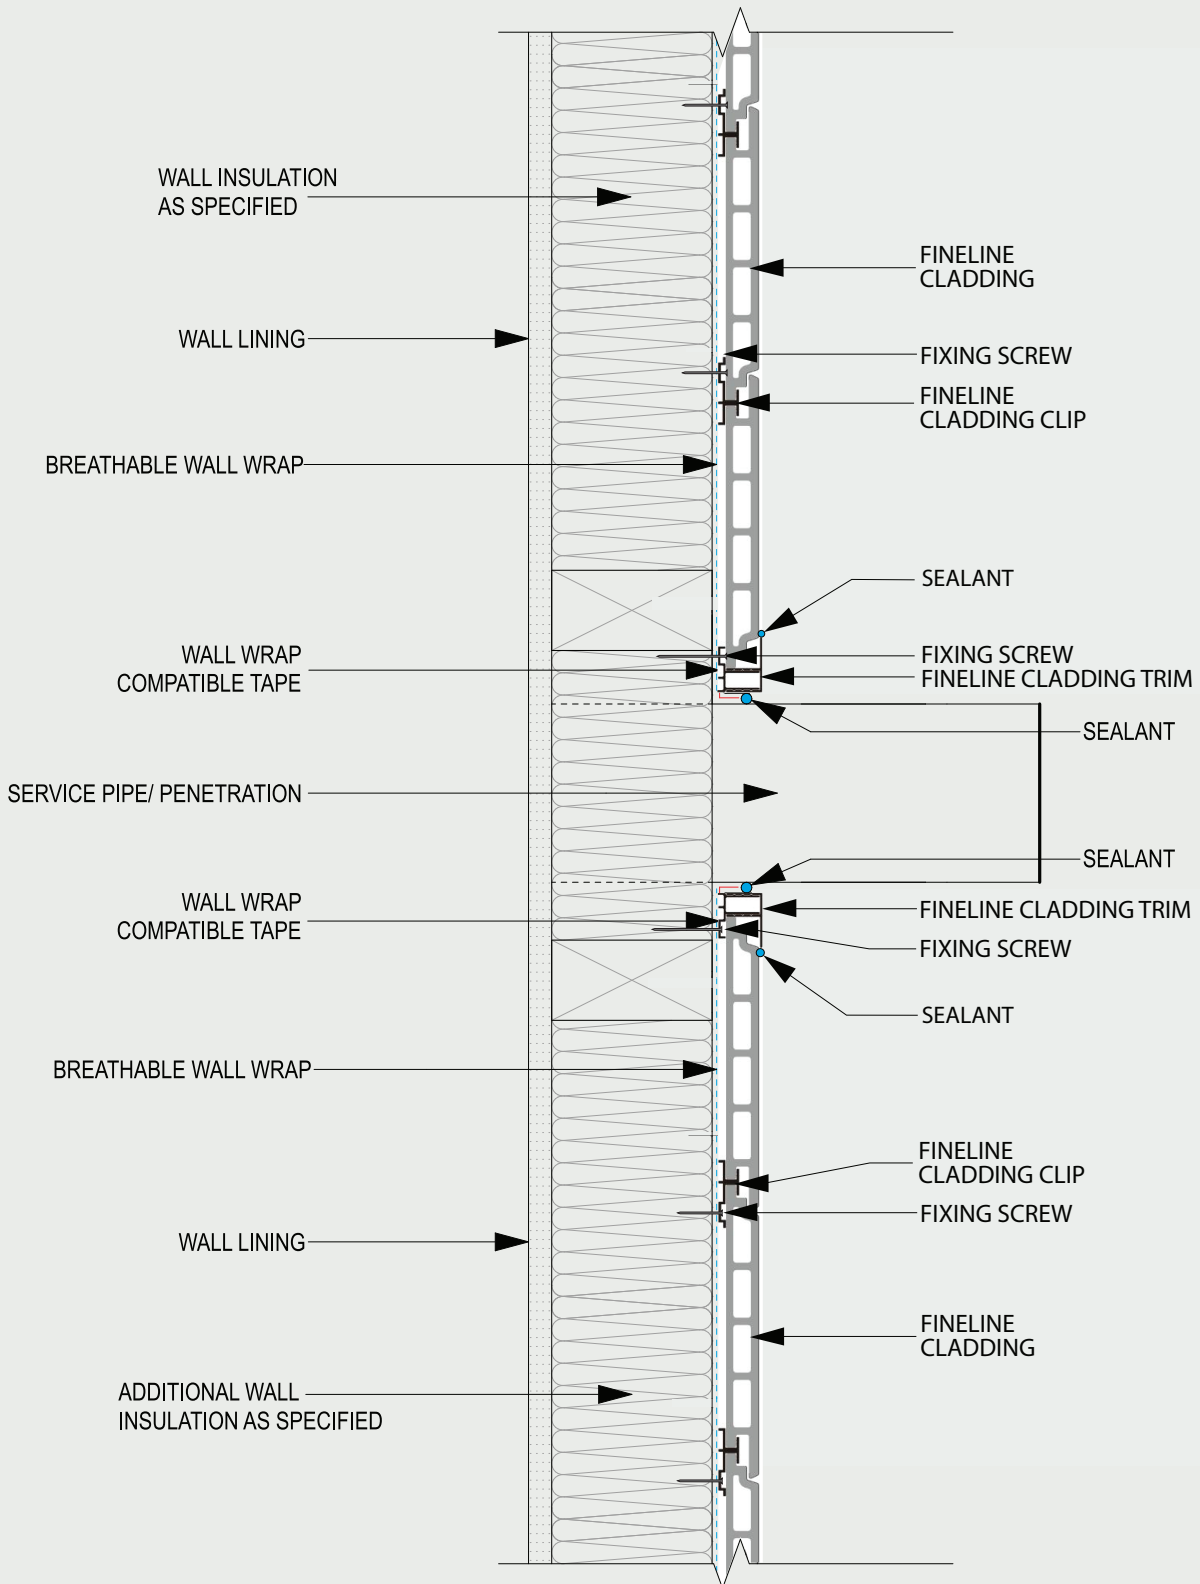 WALL INSULATION
AS SPECIFIED
FINELINE
CLADDING
WALL LINING
FIXING SCREW
FINELINE
CLADDING CLIP
BREATHABLE WALL WRAP
SEALANT
WALL WRAP
COMPATIBLE TAPE
FIXING SCREW
FINELINE CLADDING TRIM
SEALANT
SERVICE PIPE/ PENETRATION
SEALANT
WALL WRAP
COMPATIBLE TAPE
FINELINE CLADDING TRIM
FIXING SCREW
SEALANT
BREATHABLE WALL WRAP
FINELINE
CLADDING CLIP
FIXING SCREW
WALL LINING
FINELINE
CLADDING
ADDITIONAL WALL
INSULATION AS SPECIFIED